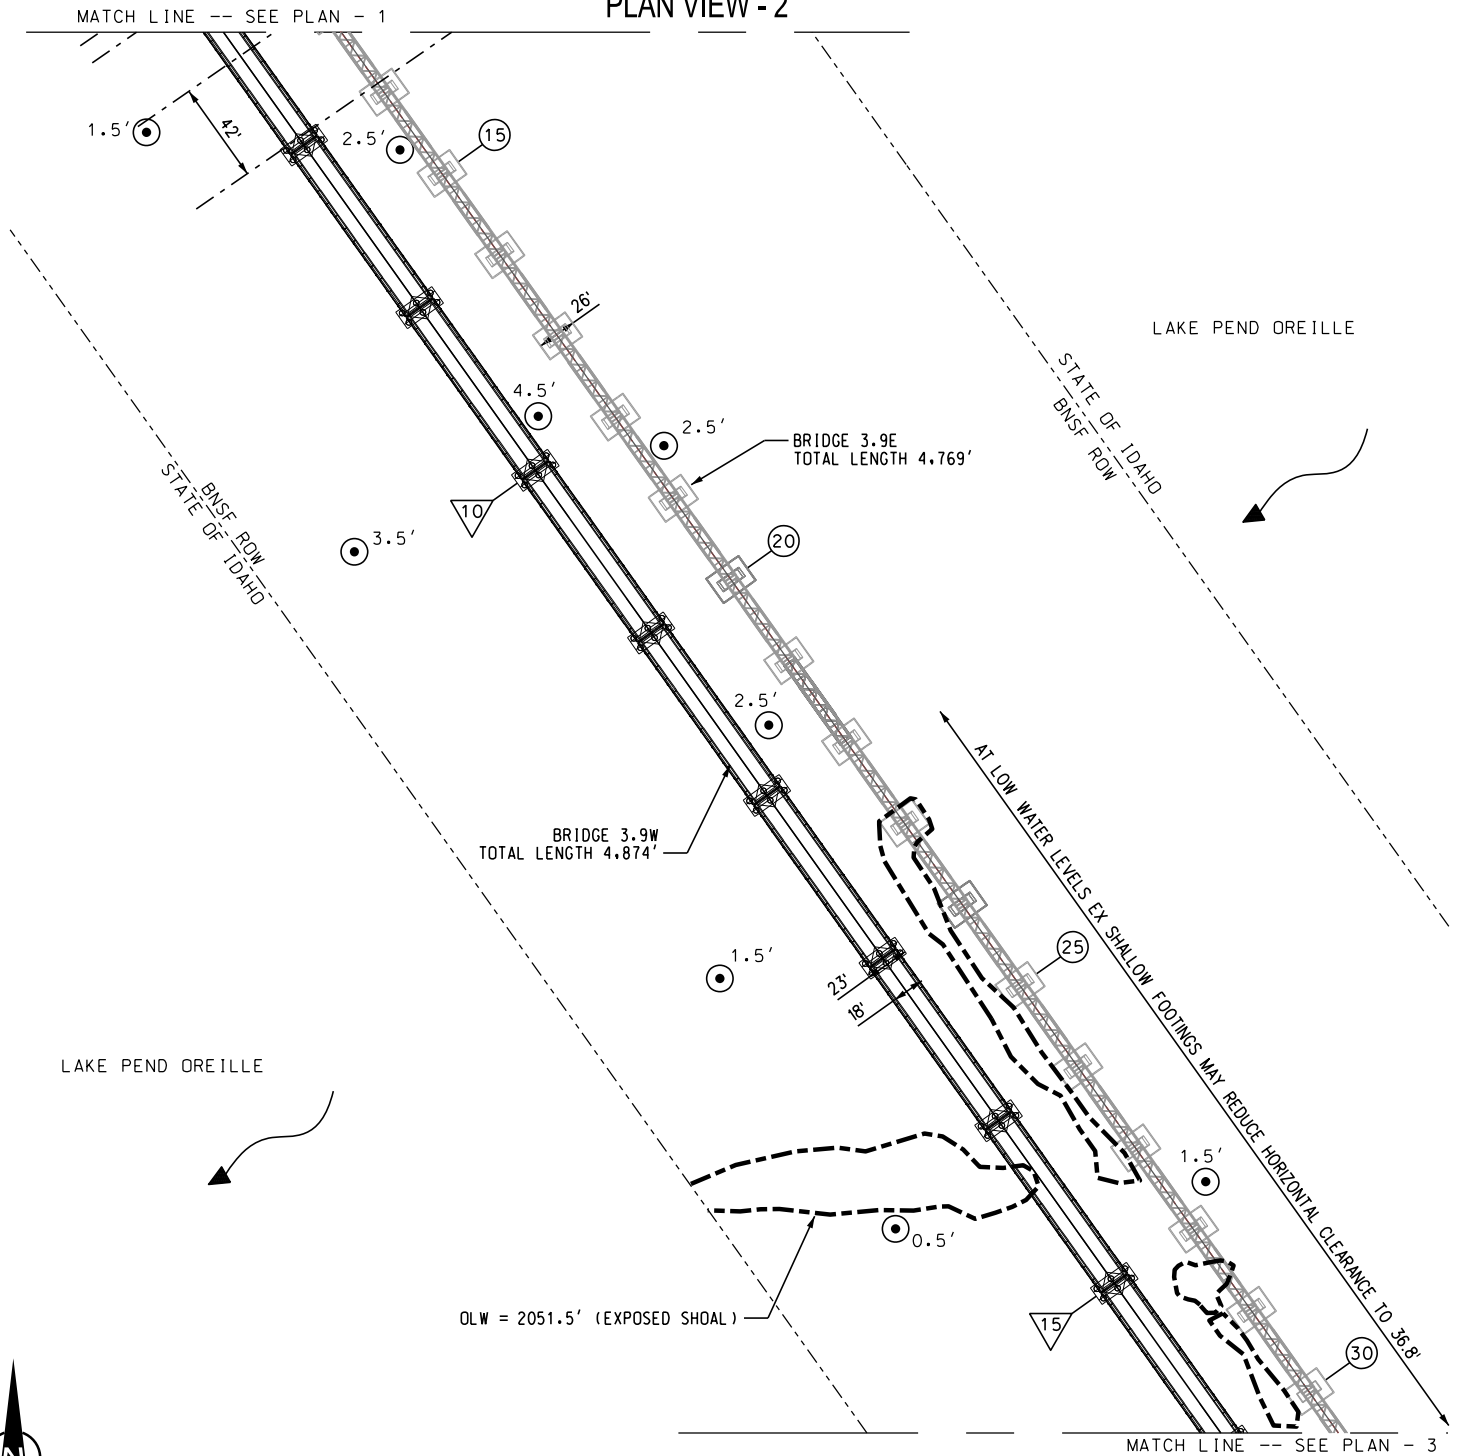 PLAN VIEW - 2
MATCH LINE -- SEE PLAN - 1
1.5'
42'
2.5'
15
26'
LAKE PEND OREILLE
STATE OF IDAHO
BNSF ROW
4.5'
2.5'
BRIDGE 3.9E
TOTAL LENGTH 4,769'
10
BNSF ROW
STATE OF IDAHO
3.5'
20
2.5'
AT LOW WATER LEVELS EX SHALLOW FOOTINGS MAY REDUCE HORIZONTAL CLEARANCE TO 36.8'
BRIDGE 3.9W
TOTAL LENGTH 4,874'
25
1.5'
23'
18'
LAKE PEND OREILLE
1.5'
0.5'
OLW = 2051.5' (EXPOSED SHOAL)
15
30
N
MATCH LINE -- SEE PLAN - 3